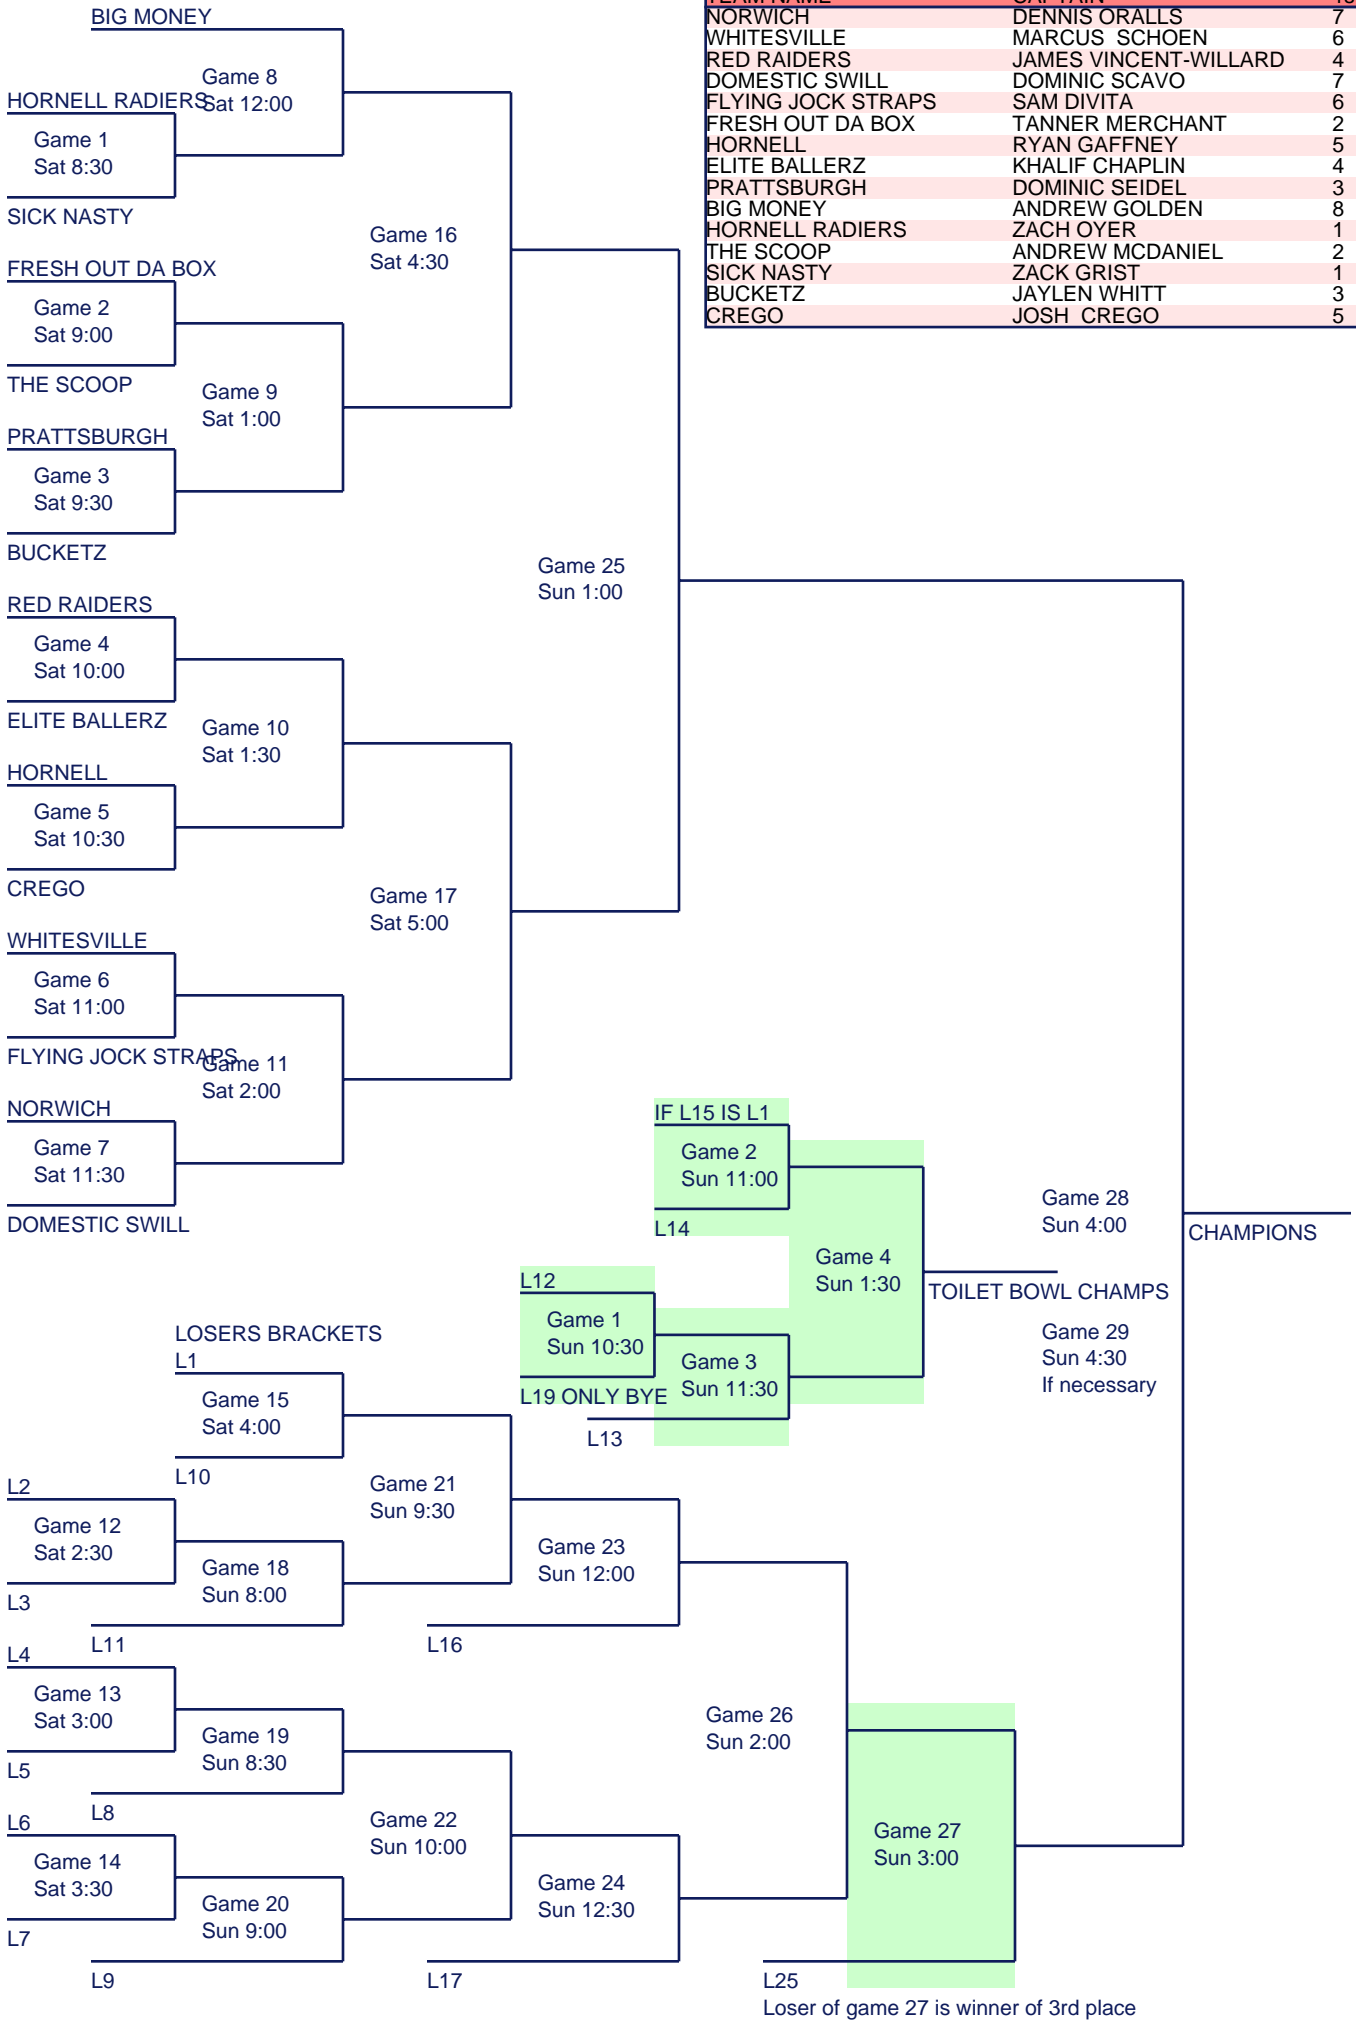 BIG MONEY
Game 8
Sat 12:00
HORNELL RADIERS
Game 1
Sat 8:30
SICK NASTY
Game 16
Sat 4:30
FRESH OUT DA BOX
Game 2
Sat 9:00
THE SCOOP
Game 9
Sat 1:00
PRATTSBURGH
Game 3
Sat 9:30
BUCKETZ
Game 25
Sun 1:00
RED RAIDERS
Game 4
Sat 10:00
ELITE BALLERZ
Game 10
Sat 1:30
HORNELL
Game 5
Sat 10:30
CREGO
Game 17
Sat 5:00
WHITESVILLE
Game 6
Sat 11:00
FLYING JOCK STRAPS
Game 11
Sat 2:00
NORWICH
Game 7
Sat 11:30
DOMESTIC SWILL
NORWICH DENNIS ORALLS 7
WHITESVILLE MARCUS SCHOEN 6
RED RAIDERS JAMES VINCENT-WILLARD 4
DOMESTIC SWILL DOMINIC SCAVO 7
FLYING JOCK STRAPS SAM DIVITA 6
FRESH OUT DA BOX TANNER MERCHANT 2
HORNELL RYAN GAFFNEY 5
ELITE BALLERZ KHALIF CHAPLIN 4
PRATTSBURGH DOMINIC SEIDEL 3
BIG MONEY ANDREW GOLDEN 8
HORNELL RADIERS ZACH OYER 1
THE SCOOP ANDREW MCDANIEL 2
SICK NASTY ZACK GRIST 1
BUCKETZ JAYLEN WHITT 3
CREGO JOSH CREGO 5
IF L15 IS L1
Game 2
Sun 11:00
L14
Game 4
Sun 1:30
L12
Game 1
Sun 10:30
L19 ONLY BYE
Game 3
Sun 11:30
L13
TOILET BOWL CHAMPS
Game 28
Sun 4:00
CHAMPIONS
Game 29
Sun 4:30
If necessary
LOSERS BRACKETS
L1
Game 15
Sat 4:00
L10
Game 21
Sun 9:30
L2
Game 12
Sat 2:30
L3
Game 18
Sun 8:00
L11
Game 23
Sun 12:00
L16
L4
Game 13
Sat 3:00
L5
Game 19
Sun 8:30
L8
Game 26
Sun 2:00
L6
Game 14
Sat 3:30
L7
Game 22
Sun 10:00
Game 20
Sun 9:00
L9
Game 24
Sun 12:30
L17
Game 27
Sun 3:00
L25
Loser of game 27 is winner of 3rd place